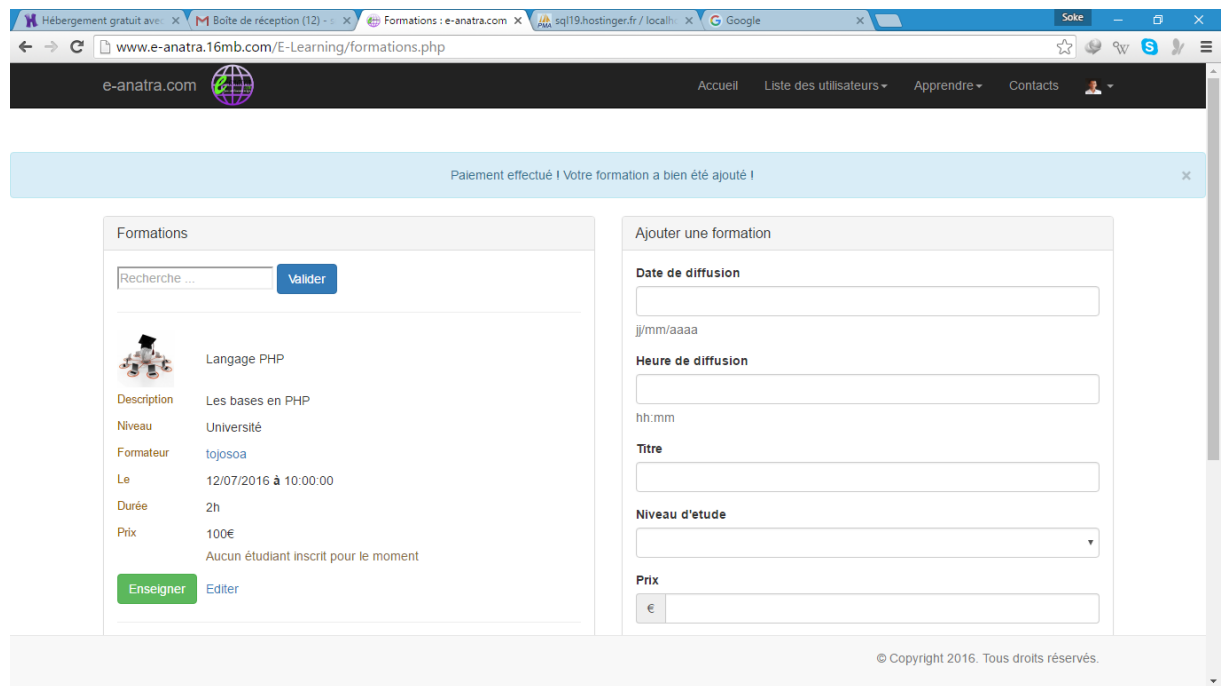 Hébergement gratuit avec
Boîte de réception (12) - s
Formations : e-anatra.com
sql19.hostinger.fr / localho
Google
Soke
www.e-anatra.16mb.com/E-Learning/formations.php
e-anatra.com
Accueil
Liste des utilisateurs
Apprendre
Contacts
Paiement effectué ! Votre formation a bien été ajouté !
×
Formations
Recherche ...
Valider
Langage PHP
Description Les bases en PHP
Niveau Université
Formateur tojosoa
Le 12/07/2016 à 10:00:00
Durée 2h
Prix 100€
Aucun étudiant inscrit pour le moment
Enseigner Editer
Ajouter une formation
Date de diffusion
jj/mm/aaaa
Heure de diffusion
hh:mm
Titre
Niveau d'etude
Prix
€
© Copyright 2016. Tous droits réservés.